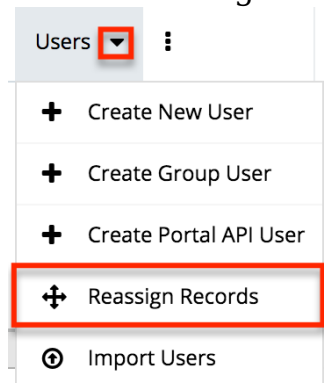 Users
Create New User
Create Group User
Create Portal API User
Reassign Records
Import Users